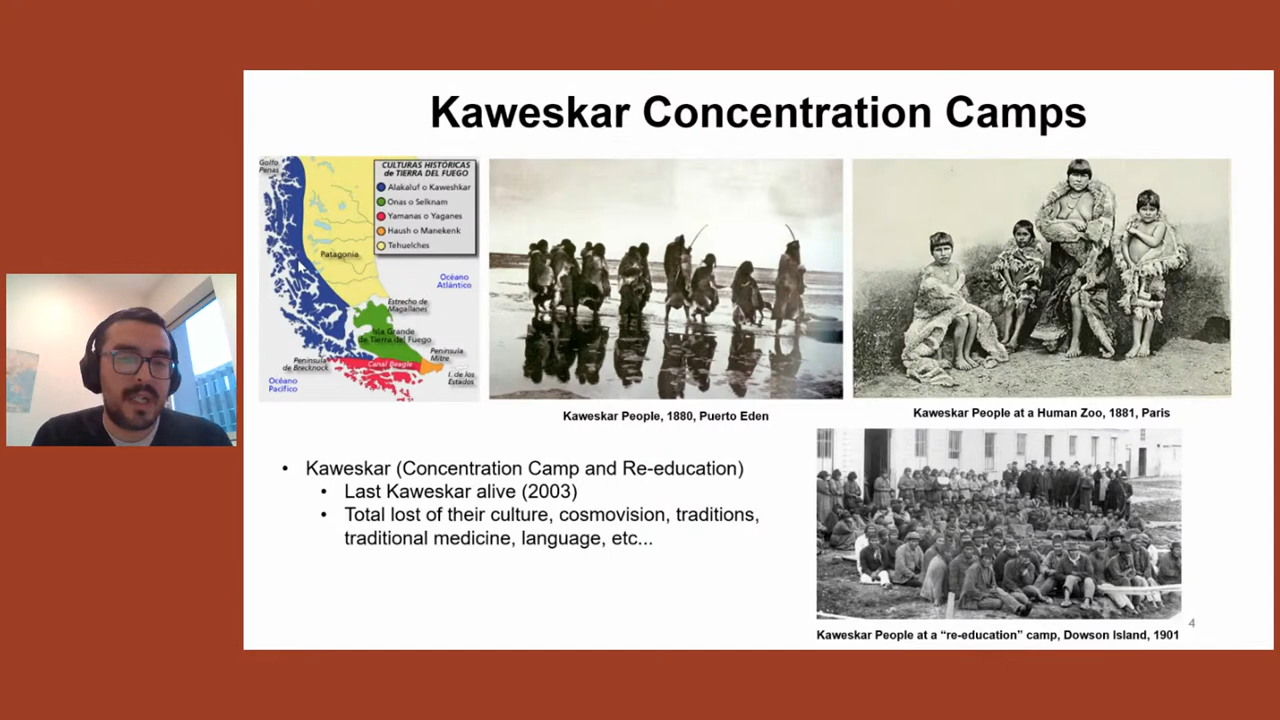 Kaweskar Concentration Camps
Golfo
Penas
CULTURAS HISTÓRICAS
de TIERRA DEL FUEGO
Alakaluf o Kaweshkar
Onas o Selknam
Yamanas o Yaganes
Haush o Manekenk
Tehuelches
Patagonia
Océano
Atlántico
Estrecho de
Magallanes
Isla Grande
de Tierra del Fuego
Península
Mitre
Península
de Brecknock
Canal Beagle
I. de los
Estados
Océano
Pacífico
Kaweskar People, 1880, Puerto Eden
Kaweskar People at a Human Zoo, 1881, Paris
• Kaweskar (Concentration Camp and Re-education)
• Last Kaweskar alive (2003)
• Total lost of their culture, cosmovision, traditions,
traditional medicine, language, etc...
Kaweskar People at a “re-education” camp, Dowson Island, 1901
4